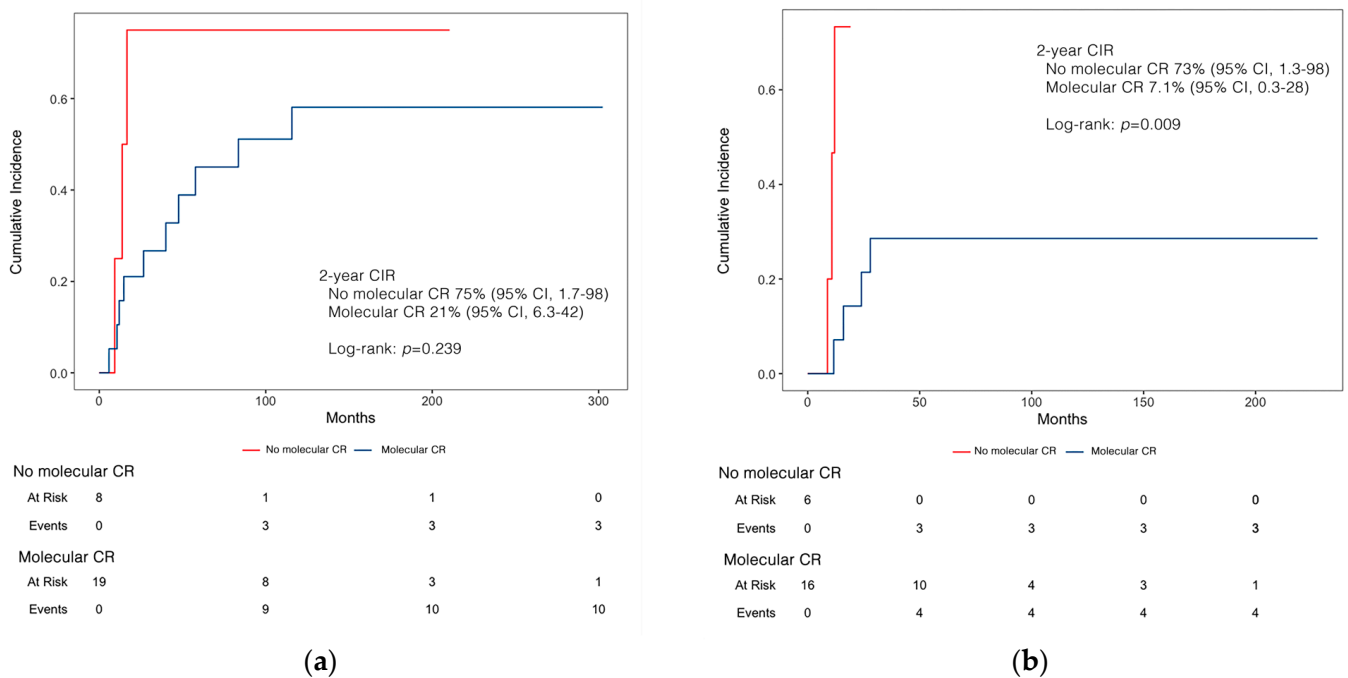 Cumulative Incidence
0.6
0.4
0.2
0.0
2-year CIR
No molecular CR 75% (95% CI, 1.7-98)
Molecular CR 21% (95% CI, 6.3-42)
Log-rank: p=0.239
0 100 200 300
Months
No molecular CR Molecular CR
No molecular CR
At Risk 8 1 1 0
Events 0 3 3 3
Molecular CR
At Risk 19 8 3 1
Events 0 9 10 10
(a)
Cumulative Incidence
0.6
0.4
0.2
0.0
2-year CIR
No molecular CR 73% (95% CI, 1.3-98)
Molecular CR 7.1% (95% CI, 0.3-28)
Log-rank: p=0.009
0 50 100 150 200
Months
No molecular CR Molecular CR
No molecular CR
At Risk 6 0 0 0 0
Events 0 3 3 3 3
Molecular CR
At Risk 16 10 4 3 1
Events 0 4 4 4 4
(b)